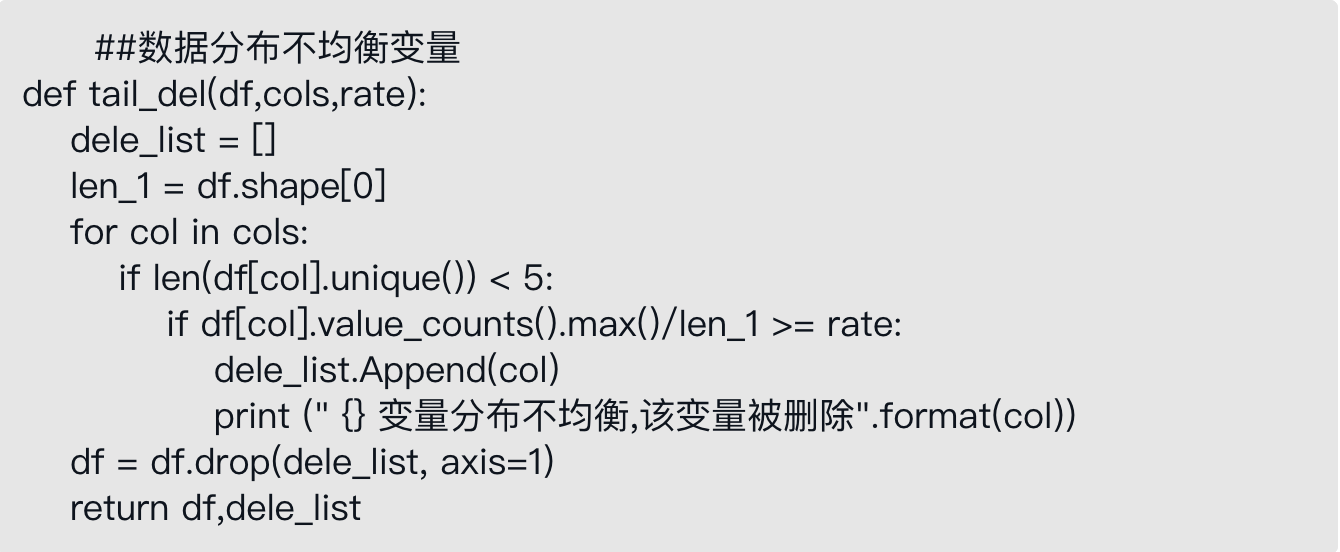 ##数据分布不均衡变量
def tail_del(df,cols,rate):
dele_list = []
len_1 = df.shape[0]
for col in cols:
if len(df[col].unique()) < 5:
if df[col].value_counts().max()/len_1 >= rate:
dele_list.Append(col)
print (" {} 变量分布不均衡,该变量被删除".format(col))
df = df.drop(dele_list, axis=1)
return df,dele_list